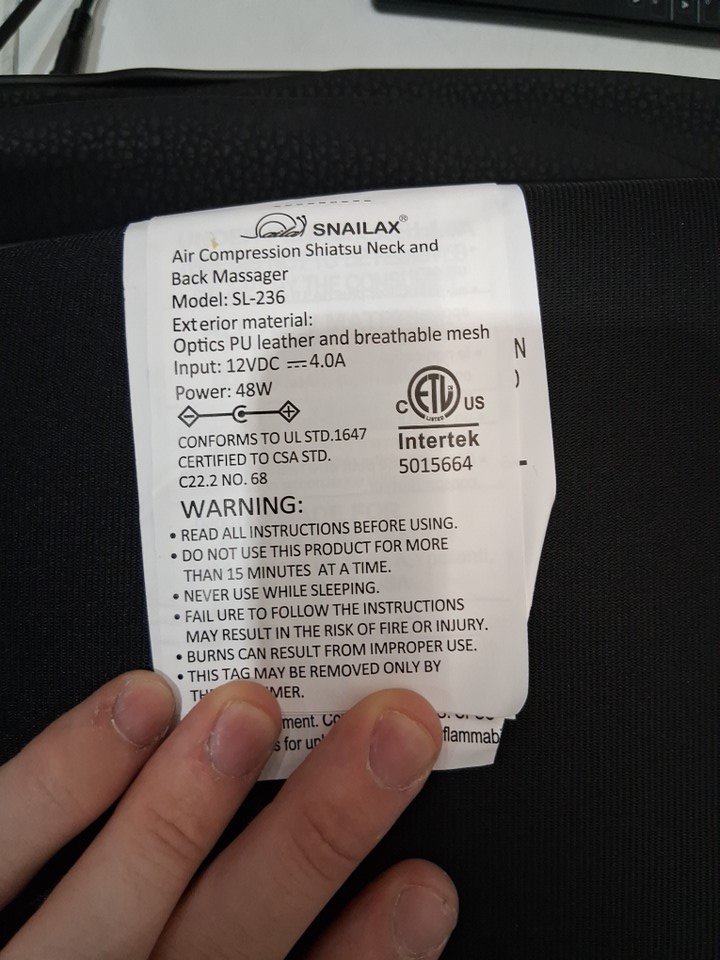 SNAILAX®
Air Compression Shiatsu Neck and
Back Massager
Model: SL-236
Exterior material:
Optics PU leather and breathable mesh
Input: 12VDC ⎓4.0A
Power: 48W
CONFORMS TO UL STD.1647
CERTIFIED TO CSA STD.
C22.2 NO. 68
C ETL US
LISTED
Intertek
5015664
WARNING:
• READ ALL INSTRUCTIONS BEFORE USING.
• DO NOT USE THIS PRODUCT FOR MORE
THAN 15 MINUTES AT A TIME.
• NEVER USE WHILE SLEEPING.
• FAIL URE TO FOLLOW THE INSTRUCTIONS
MAY RESULT IN THE RISK OF FIRE OR INJURY.
• BURNS CAN RESULT FROM IMPROPER USE.
• THIS TAG MAY BE REMOVED ONLY BY
N
)
-
for